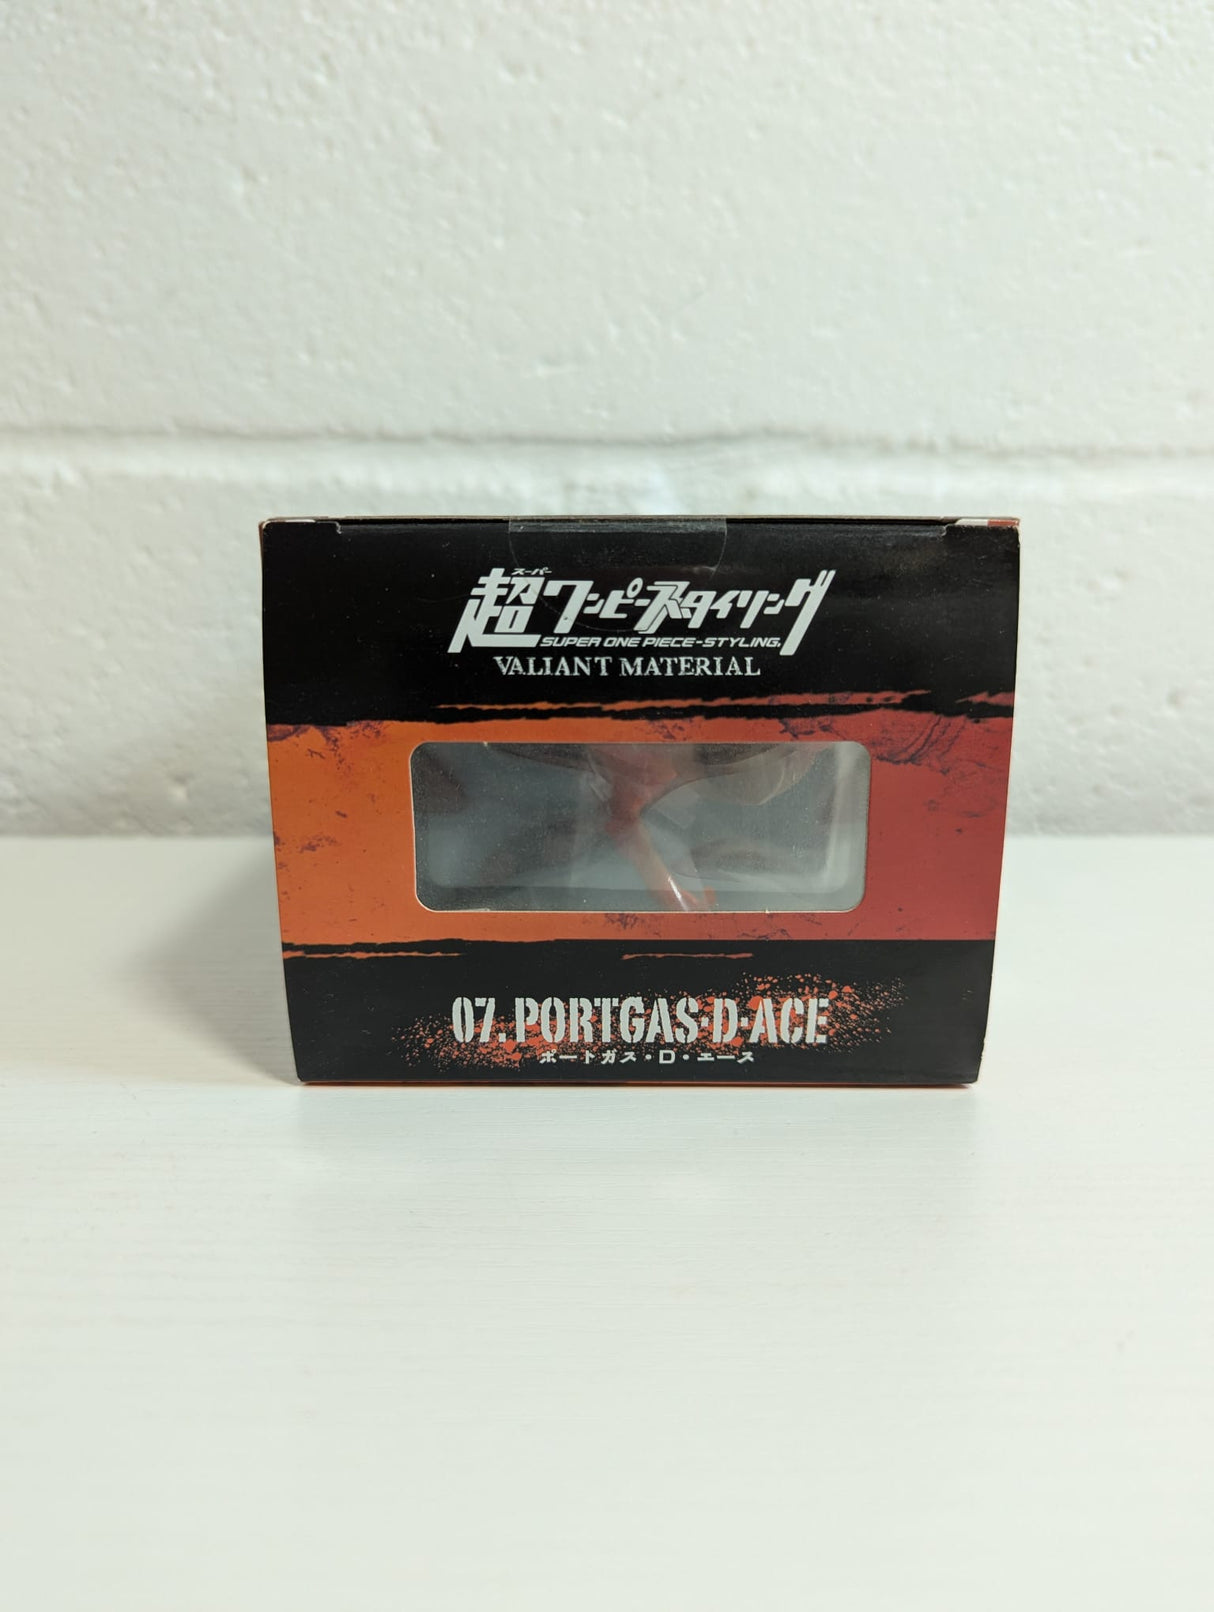 スーパー
超ワンピーススタイリング
SUPER ONE PIECE-STYLING
VALIANT MATERIAL
07.PORTGAS・D・ACE
ポートガス・D・エース